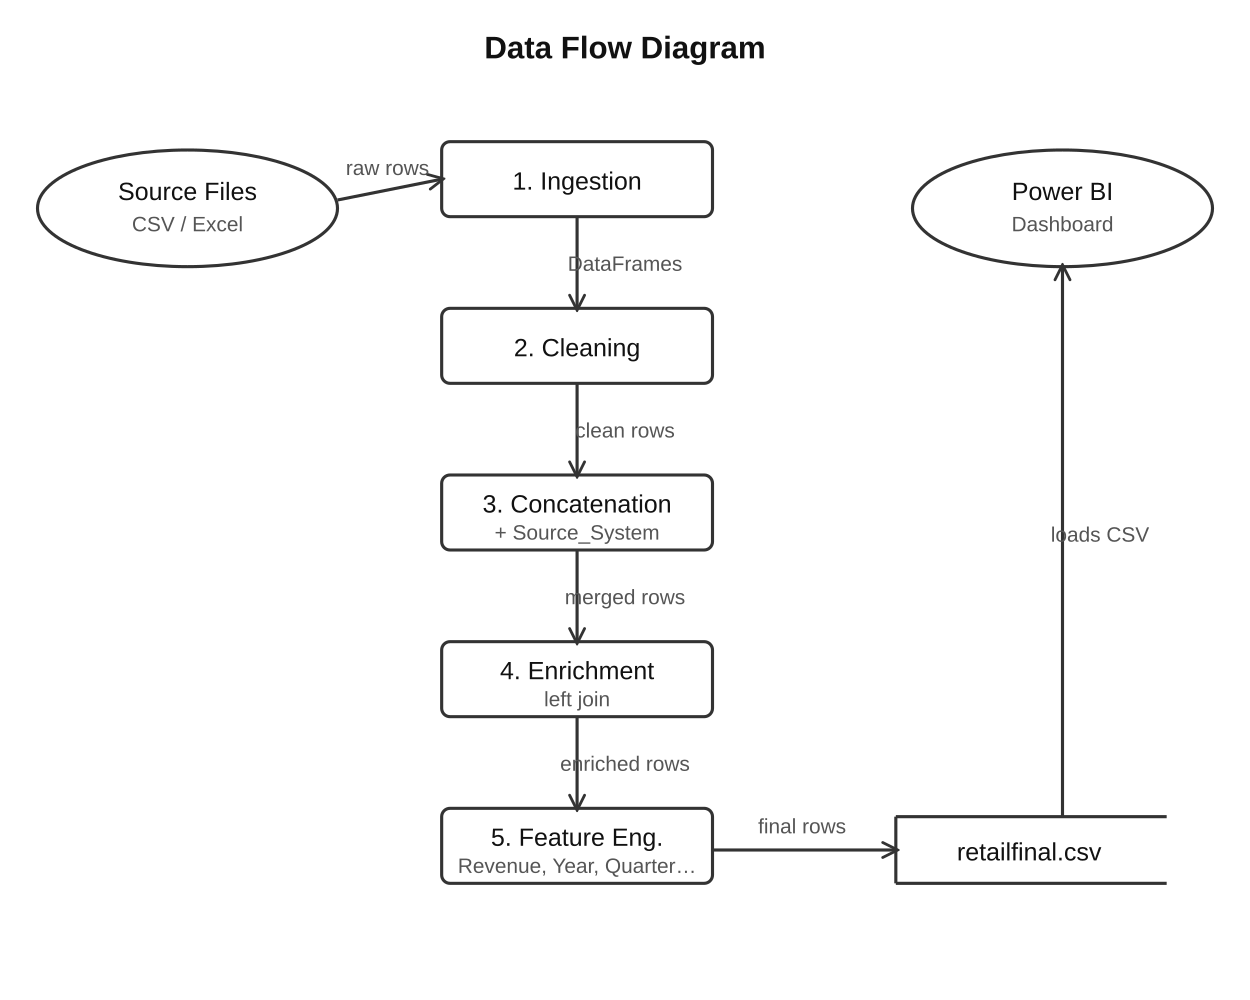 Data Flow Diagram
Source Files
CSV / Excel
raw rows
1. Ingestion
DataFrames
2. Cleaning
clean rows
3. Concatenation
+ Source_System
merged rows
4. Enrichment
left join
enriched rows
5. Feature Eng.
Revenue, Year, Quarter…
final rows
retailfinal.csv
loads CSV
Power BI
Dashboard